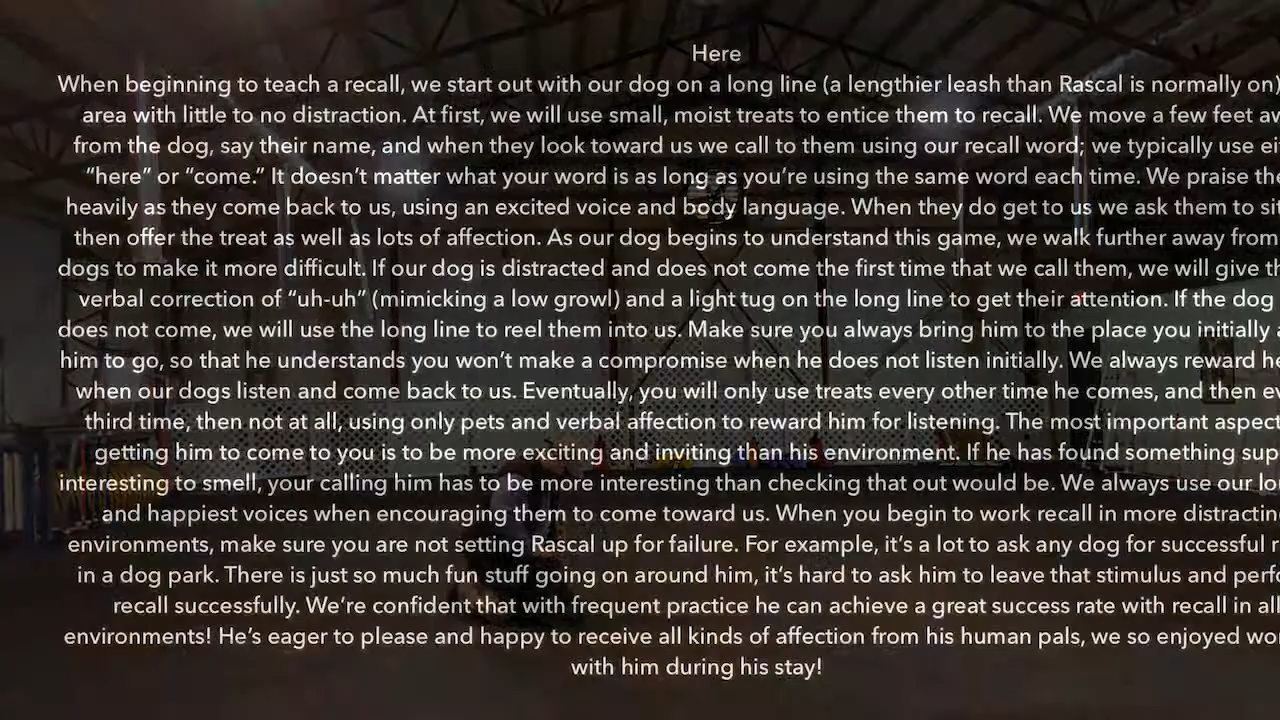 Here
When beginning to teach a recall, we start out with our dog on a long line (a lengthier leash than Rascal is normally on)
area with little to no distraction. At first, we will use small, moist treats to entice them to recall. We move a few feet
from the dog, say their name, and when they look toward us we call to them using our recall word; we typically use
“here” or “come.” It doesn’t matter what your word is as long as you’re using the same word each time. We praise
heavily as they come back to us, using an excited voice and body language. When they do get to us we ask them to sit
then offer the treat as well as lots of affection. As our dog begins to understand this game, we walk further away from
dogs to make it more difficult. If our dog is distracted and does not come the first time that we call them, we will give
verbal correction of “uh-uh” (mimicking a low growl) and a light tug on the long line to get their attention. If the dog
does not come, we will use the long line to reel them into us. Make sure you always bring him to the place you initially
him to go, so that he understands you won’t make a compromise when he does not listen initially. We always reward
when our dogs listen and come back to us. Eventually, you will only use treats every other time he comes, and then
third time, then not at all, using only pets and verbal affection to reward him for listening. The most important aspect
getting him to come to you is to be more exciting and inviting than his environment. If he has found something
interesting to smell, your calling him has to be more interesting than checking that out would be. We always use our
and happiest voices when encouraging them to come toward us. When you begin to work recall in more
environments, make sure you are not setting Rascal up for failure. For example, it’s a lot to ask any dog for successful
in a dog park. There is just so much fun stuff going on around him, it’s hard to ask him to leave that stimulus and
recall successfully. We’re confident that with frequent practice he can achieve a great success rate with recall in all
environments! He’s eager to please and happy to receive all kinds of affection from his human pals, we so enjoyed
with him during his stay!